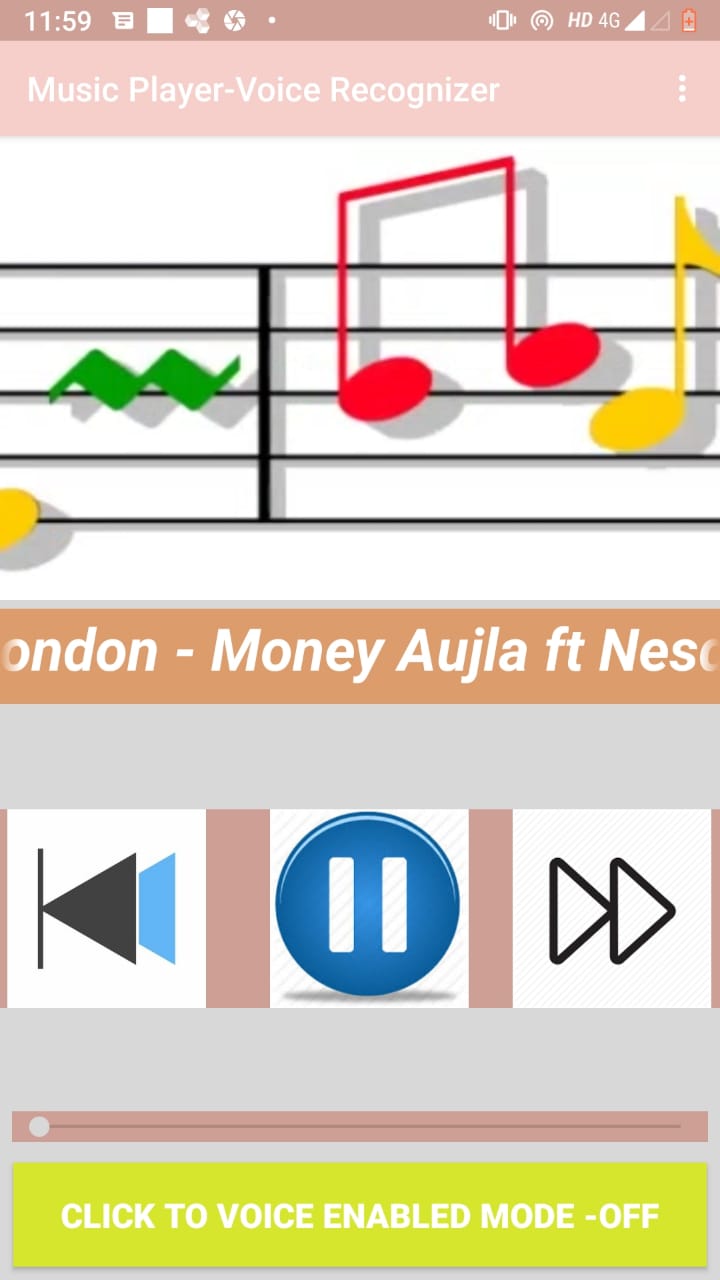 11:59 HD 4G
Music Player-Voice Recognizer
ondon - Money Aujla ft Nesc
CLICK TO VOICE ENABLED MODE -OFF